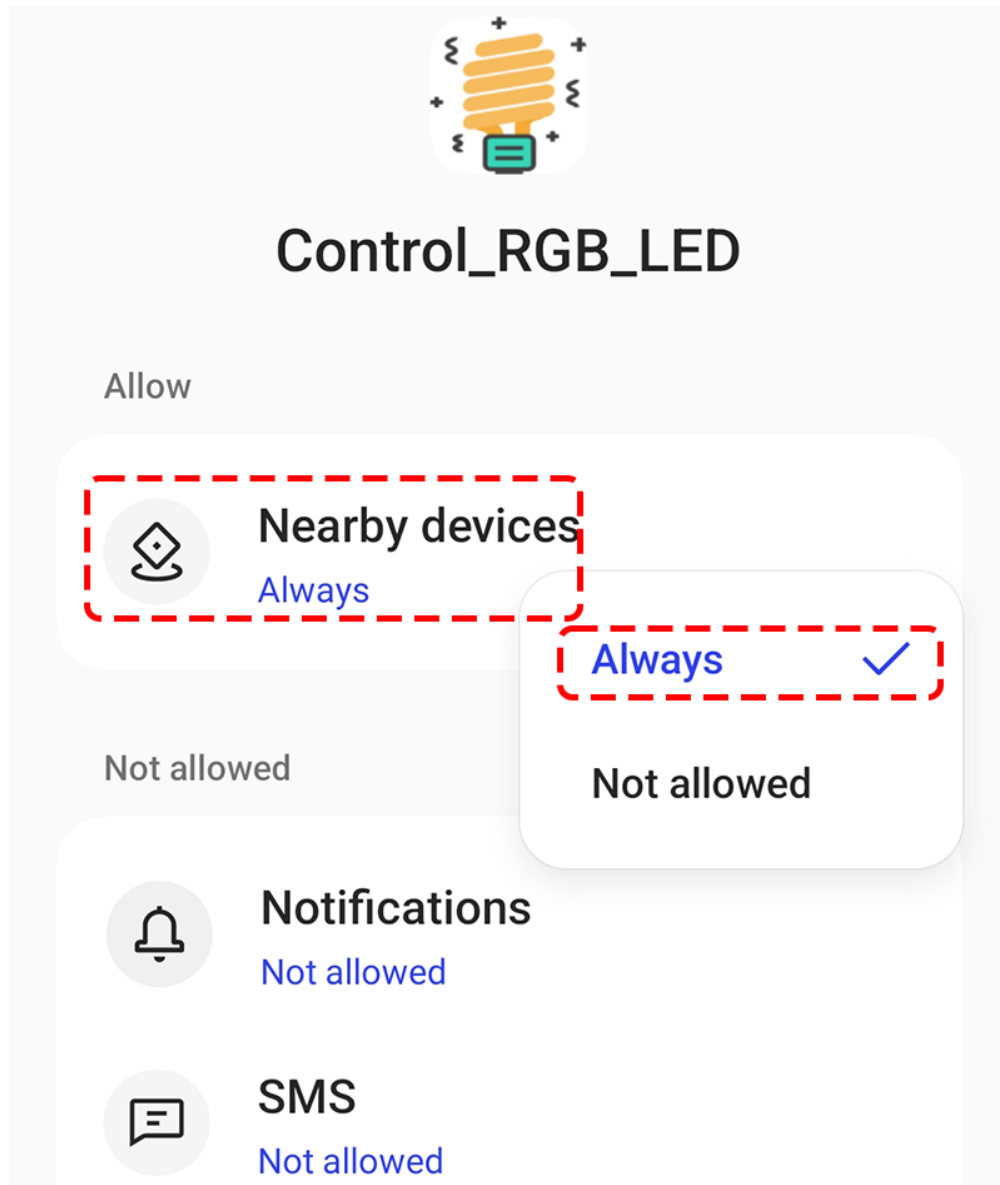 Control_RGB_LED
Allow
Nearby devices
Always
Always
Not allowed
Not allowed
Notifications
Not allowed
SMS
Not allowed